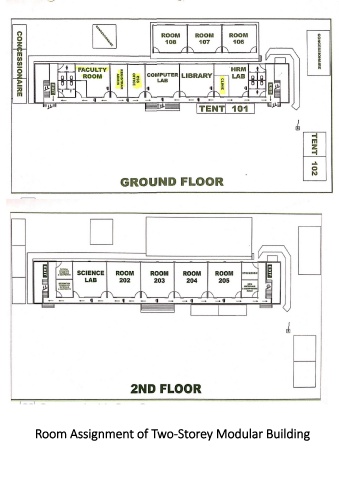 CONCESSIONAIRE
ROOM 108
ROOM 107
ROOM 106
CONCESSIONAIRE
FACULTY ROOM
COMPUTER LAB
LIBRARY
CLINIC
HRM LAB
TENT 101
TENT 102
GROUND FLOOR
SCIENCE LAB
ROOM 202
ROOM 203
ROOM 204
ROOM 205
2ND FLOOR
Room Assignment of Two-Storey Modular Building